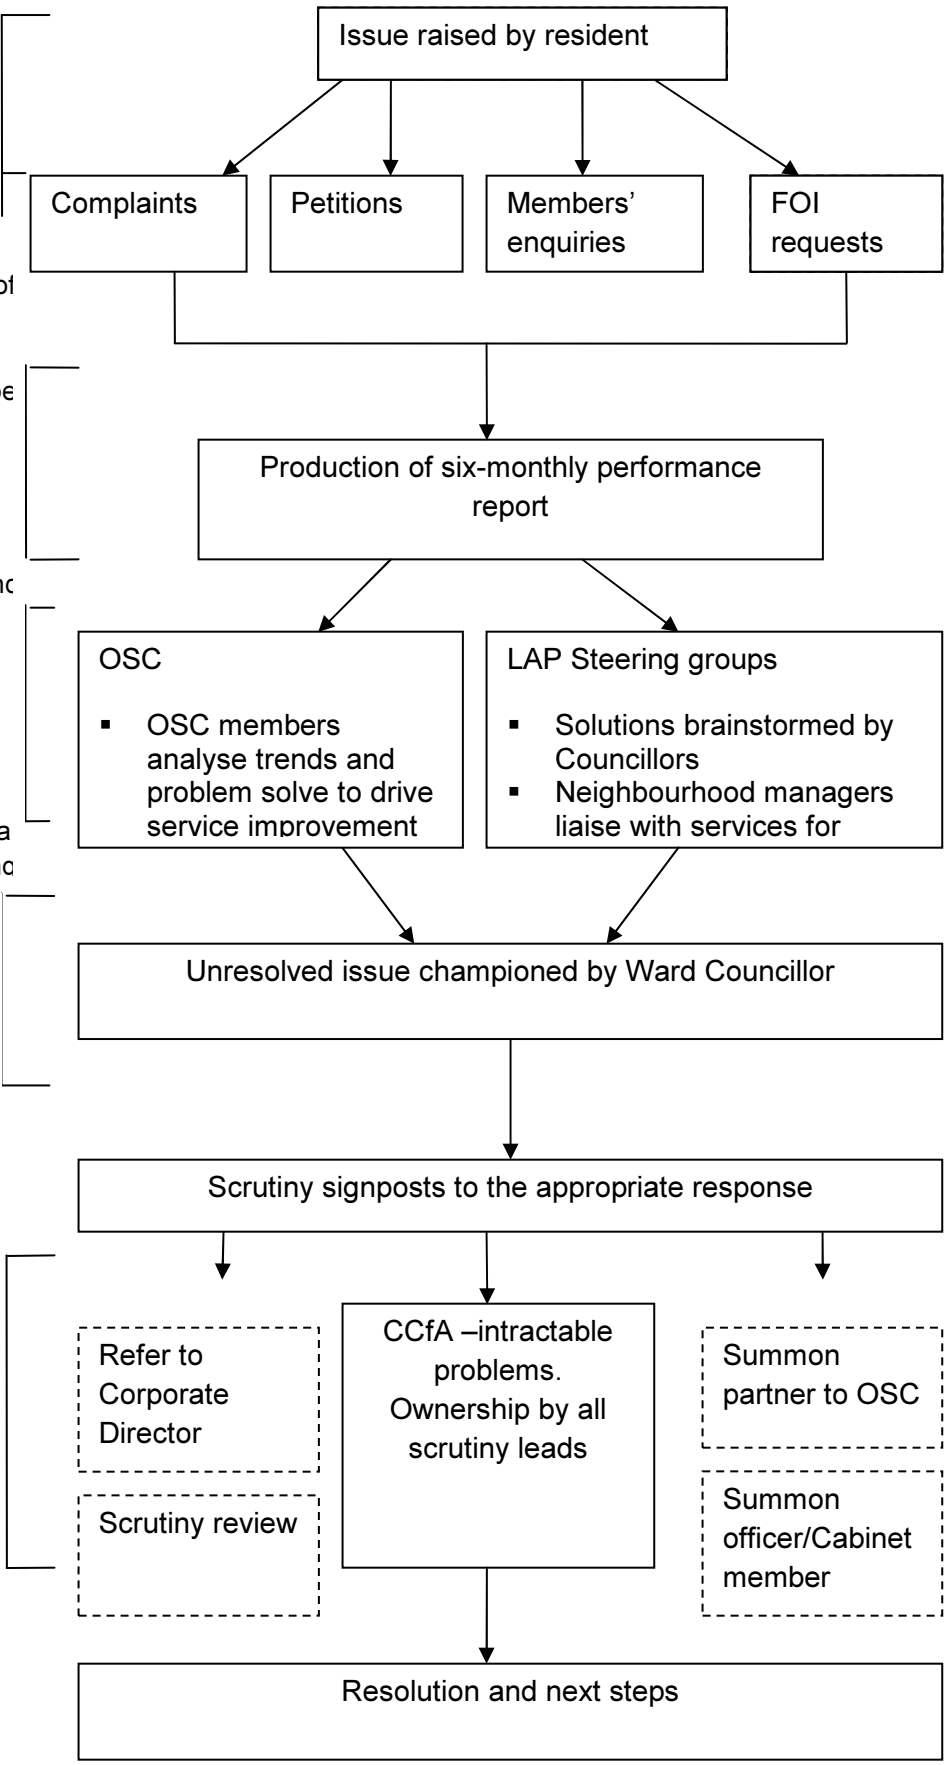 Issue raised by resident
Complaints
Petitions
Members’
enquiries
FOI
requests
of
Production of six-monthly performance
report
OSC
▪ OSC members
analyse trends and
problem solve to drive
service improvement
LAP Steering groups
▪ Solutions brainstormed by
Councillors
▪ Neighbourhood managers
liaise with services for
a
Unresolved issue championed by Ward Councillor
Scrutiny signposts to the appropriate response
Refer to
Corporate
Director
Scrutiny review
CCfA –intractable
problems.
Ownership by all
scrutiny leads
Summon
partner to OSC
Summon
officer/Cabinet
member
Resolution and next steps